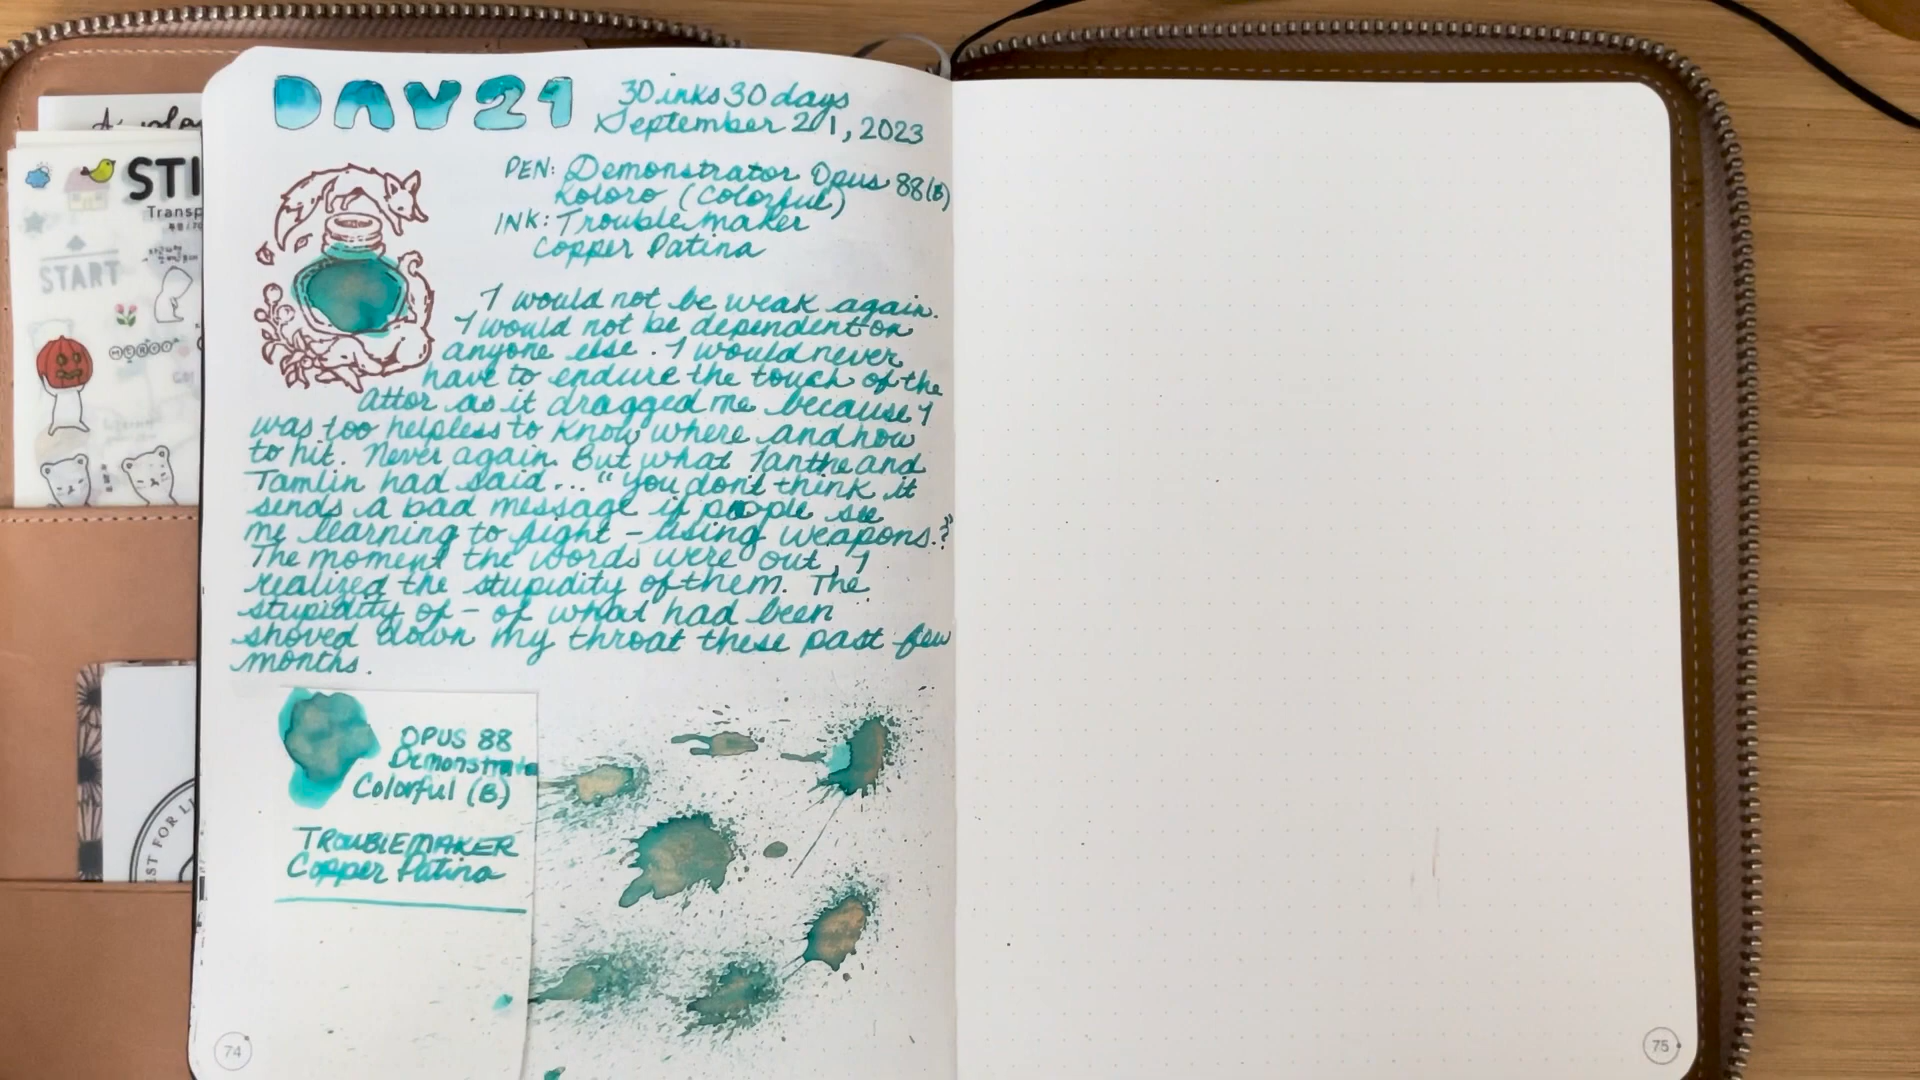 DAY 21
30 inks 30 days
September 21, 2023
PEN: Demonstrator Opus 88 (B)
Koloro (Colorful)
INK: Troublemaker
Copper Patina
I would not be weak again.
I would not be dependent on
anyone else. I would never
have to endure the touch of the
Attor as it dragged me because I
was too helpless to know where and how
to hit. Never again. But what Ianthe and
Tamlin had said... "You don't think it
sends a bad message if people see
me learning to fight - using weapons?"
The moment the words were out, I
realized the stupidity of them. The
stupidity of - of what had been
shoved down my throat these past few
months.
OPUS 88
Demonstrato
Colorful (B)
TROUBLEMAKER
Copper Patina
STI
Transp
START
MERCI
ST FOR LI
74
75